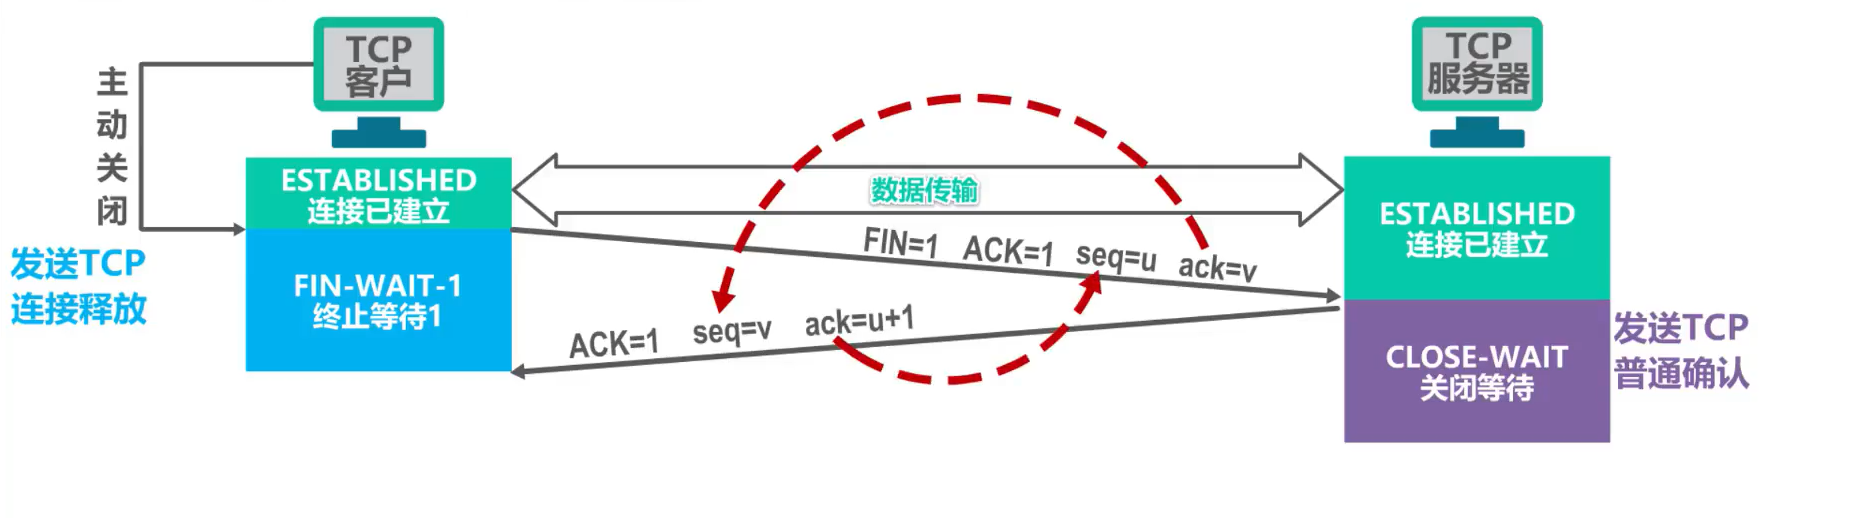 TCP
客户
TCP
服务器
主动关闭
ESTABLISHED
连接已建立
数据传输
ESTABLISHED
连接已建立
发送TCP
连接释放
FIN-WAIT-1
终止等待1
FIN=1 ACK=1 seq=u ack=v
ACK=1 seq=v ack=u+1
CLOSE-WAIT
关闭等待
发送TCP
普通确认